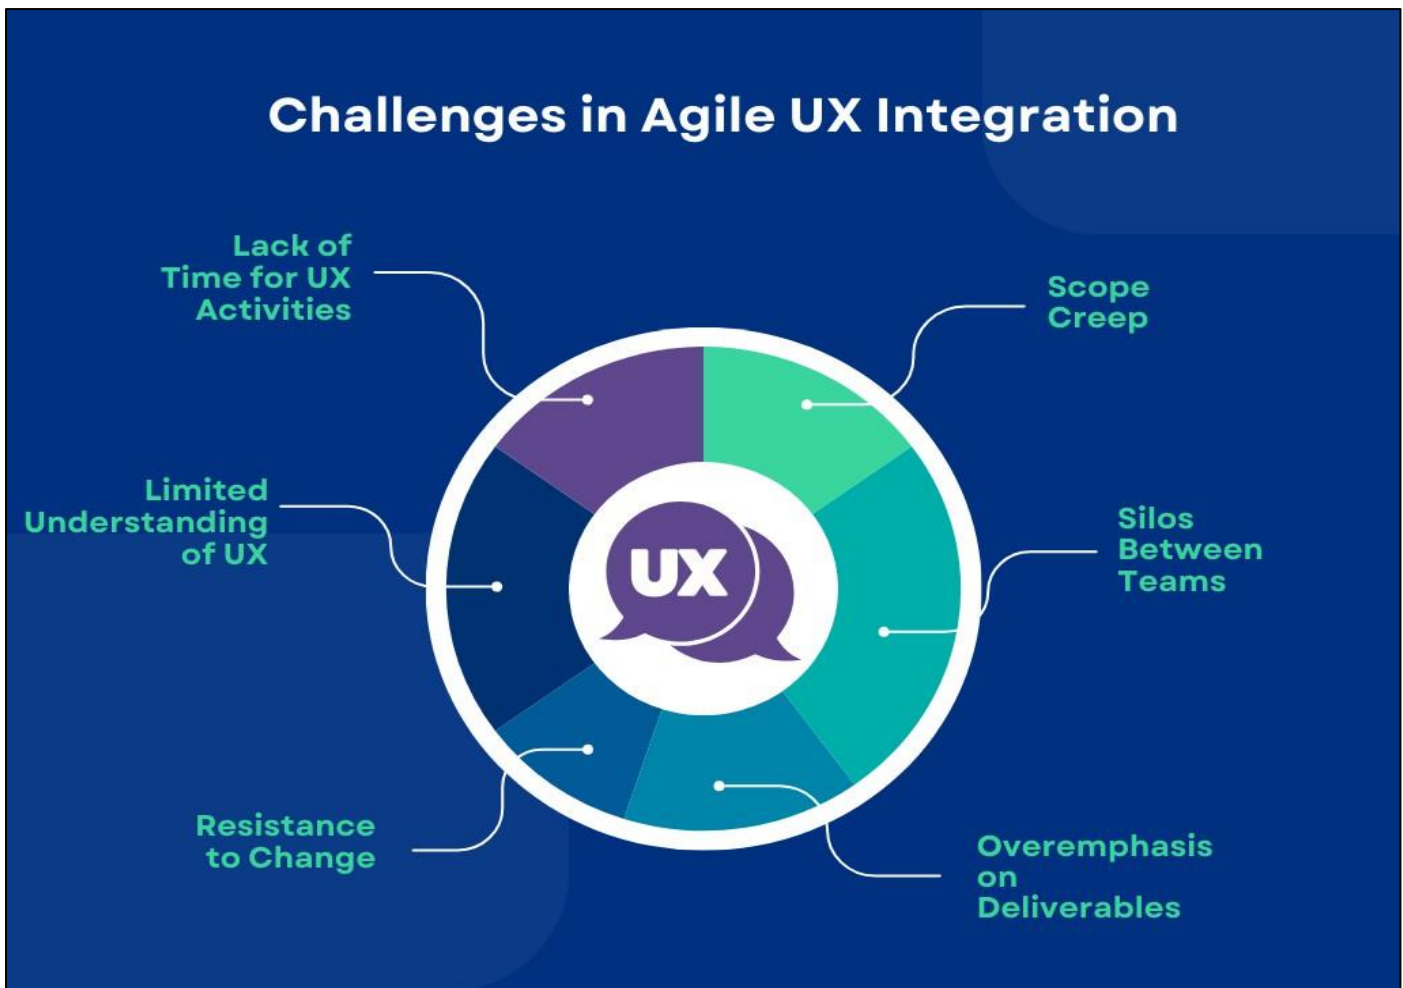 Challenges in Agile UX Integration
Lack of
Time for UX
Activities
Scope
Creep
Limited
Understanding
of UX
Silos
Between
Teams
UX
Resistance
to Change
Overemphasis
on
Deliverables